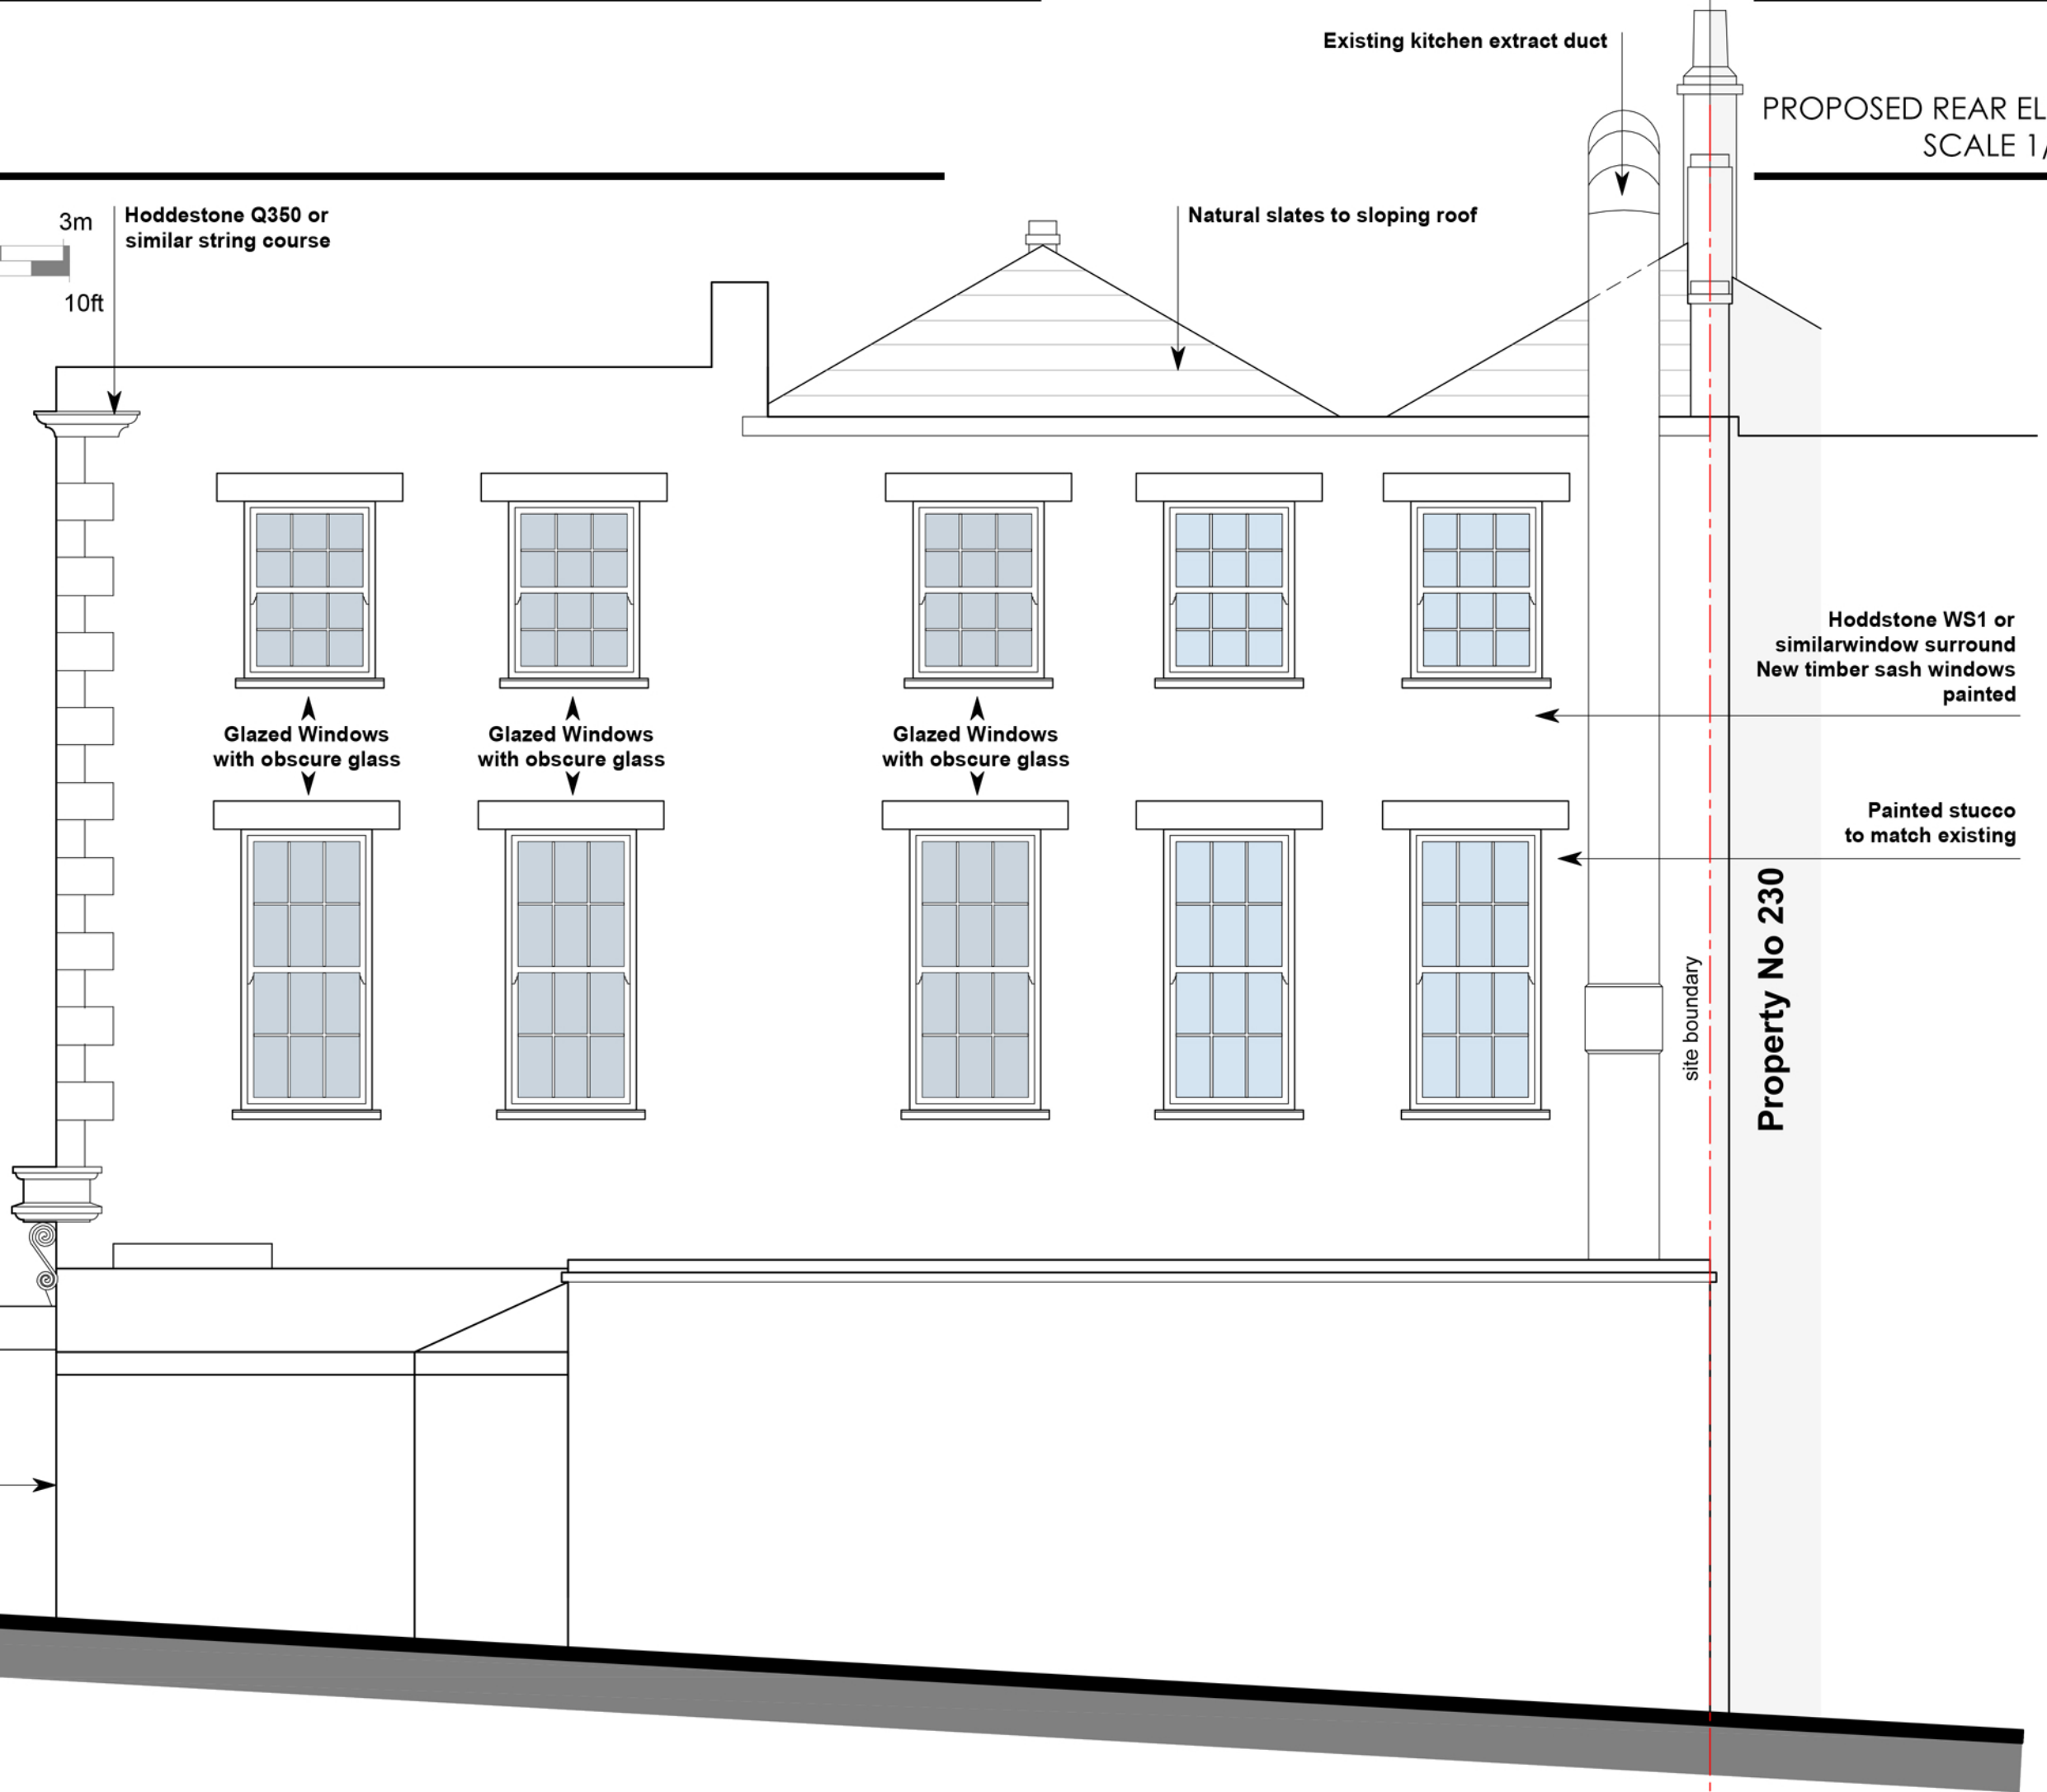 Existing kitchen extract duct
PROPOSED REAR EL
SCALE 1/
3m
10ft
Hoddestone Q350 or
similar string course
Natural slates to sloping roof
Hoddstone WS1 or
similarwindow surround
New timber sash windows
painted
Glazed Windows
with obscure glass
Glazed Windows
with obscure glass
Glazed Windows
with obscure glass
Painted stucco
to match existing
site boundary
Property No 230